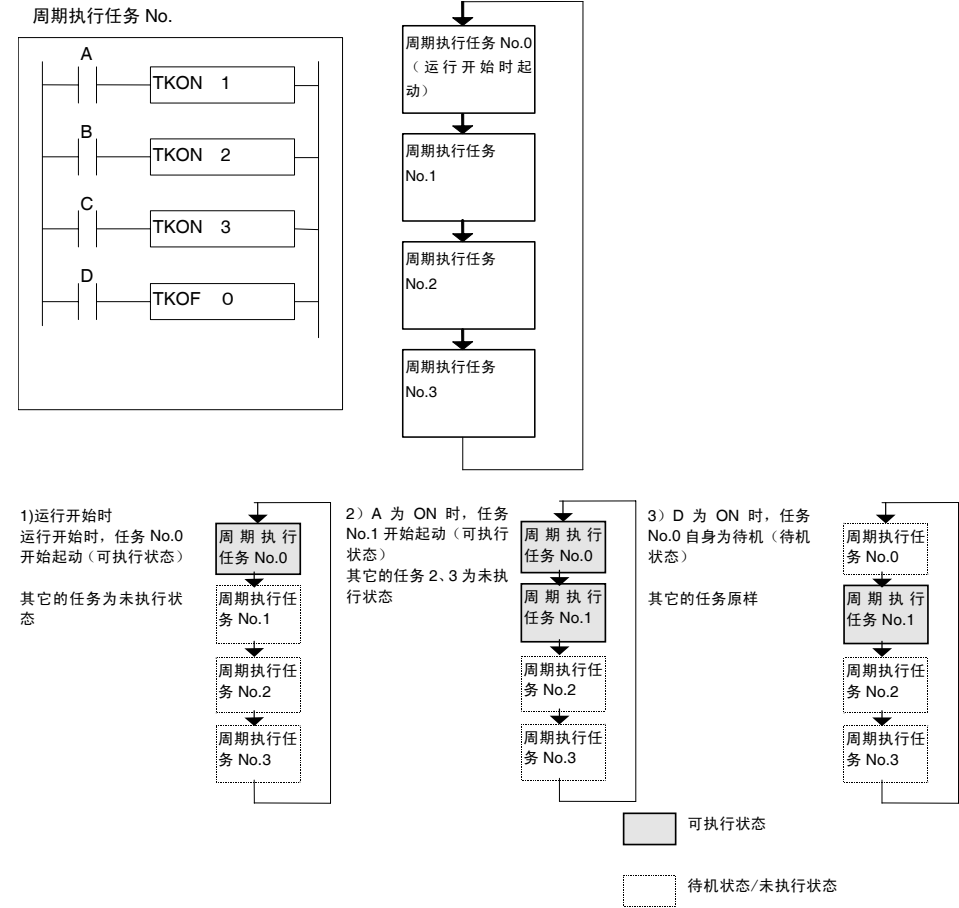 周期执行任务 No.
A
TKON 1
B
TKON 2
C
TKON 3
D
TKOF 0
周期执行任务 No.0
（运行开始时起
动）
周期执行任务
No.1
周期执行任务
No.2
周期执行任务
No.3
1)运行开始时
运行开始时，任务 No.0
开始起动（可执行状态）
其它的任务为未执行状
态
周期执行
任务 No.0
周期执行任
务 No.1
周期执行任
务 No.2
周期执行任
务 No.3
2）A 为 ON 时，任务
No.1 开始起动（可执行
状态）
其它的任务 2、3 为未执
行状态
周期执行
任务 No.0
周期执行
任务 No.1
周期执行任
务 No.2
周期执行任
务 No.3
3）D 为 ON 时，任务
No.0 自身为待机（待机
状态）
其它的任务原样
周期执行任
务 No.0
周期执行
任务 No.1
周期执行任
务 No.2
周期执行任
务 No.3
可执行状态
待机状态/未执行状态